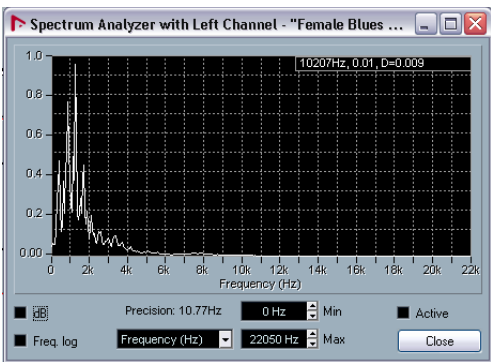 Spectrum Analyzer with Left Channel - "Female Blues ...
10207Hz, 0.01, D=0.009
1.0
0.8
0.6
0.4
0.2
0.00
0 2k 4k 6k 8k 10k 12k 14k 16k 18k 20k 22k
Frequency (Hz)
dB Precision: 10.77Hz 0 Hz Min Active
Freq. log Frequency (Hz) 22050 Hz Max Close